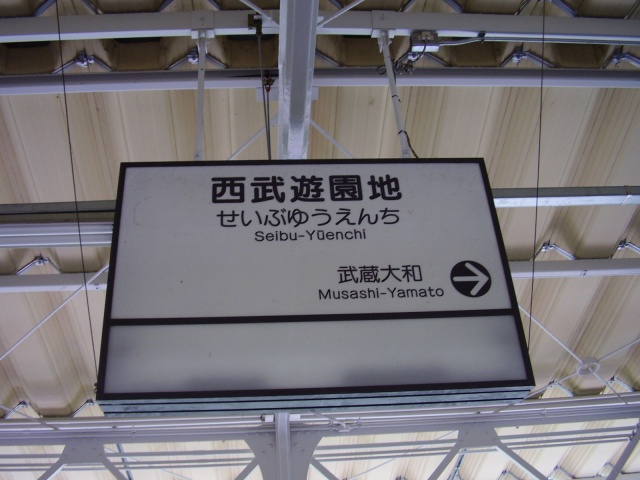 西武遊園地
せいぶゆうえんち
Seibu-Yūenchi
武蔵大和
Musashi-Yamato